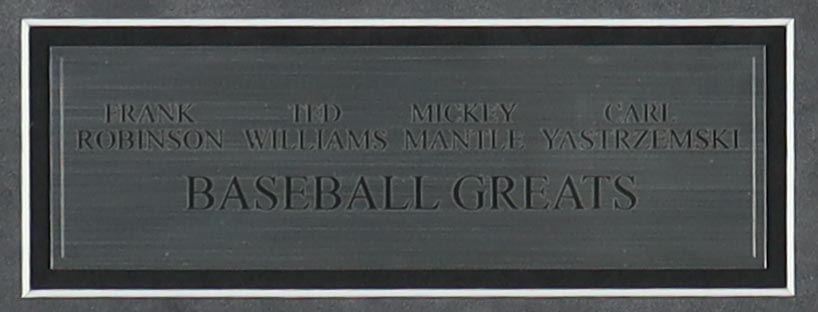 FRANK TED MICKEY CARL
ROBINSON WILLIAMS MANTLE YASTRZEMSKI
BASEBALL GREATS